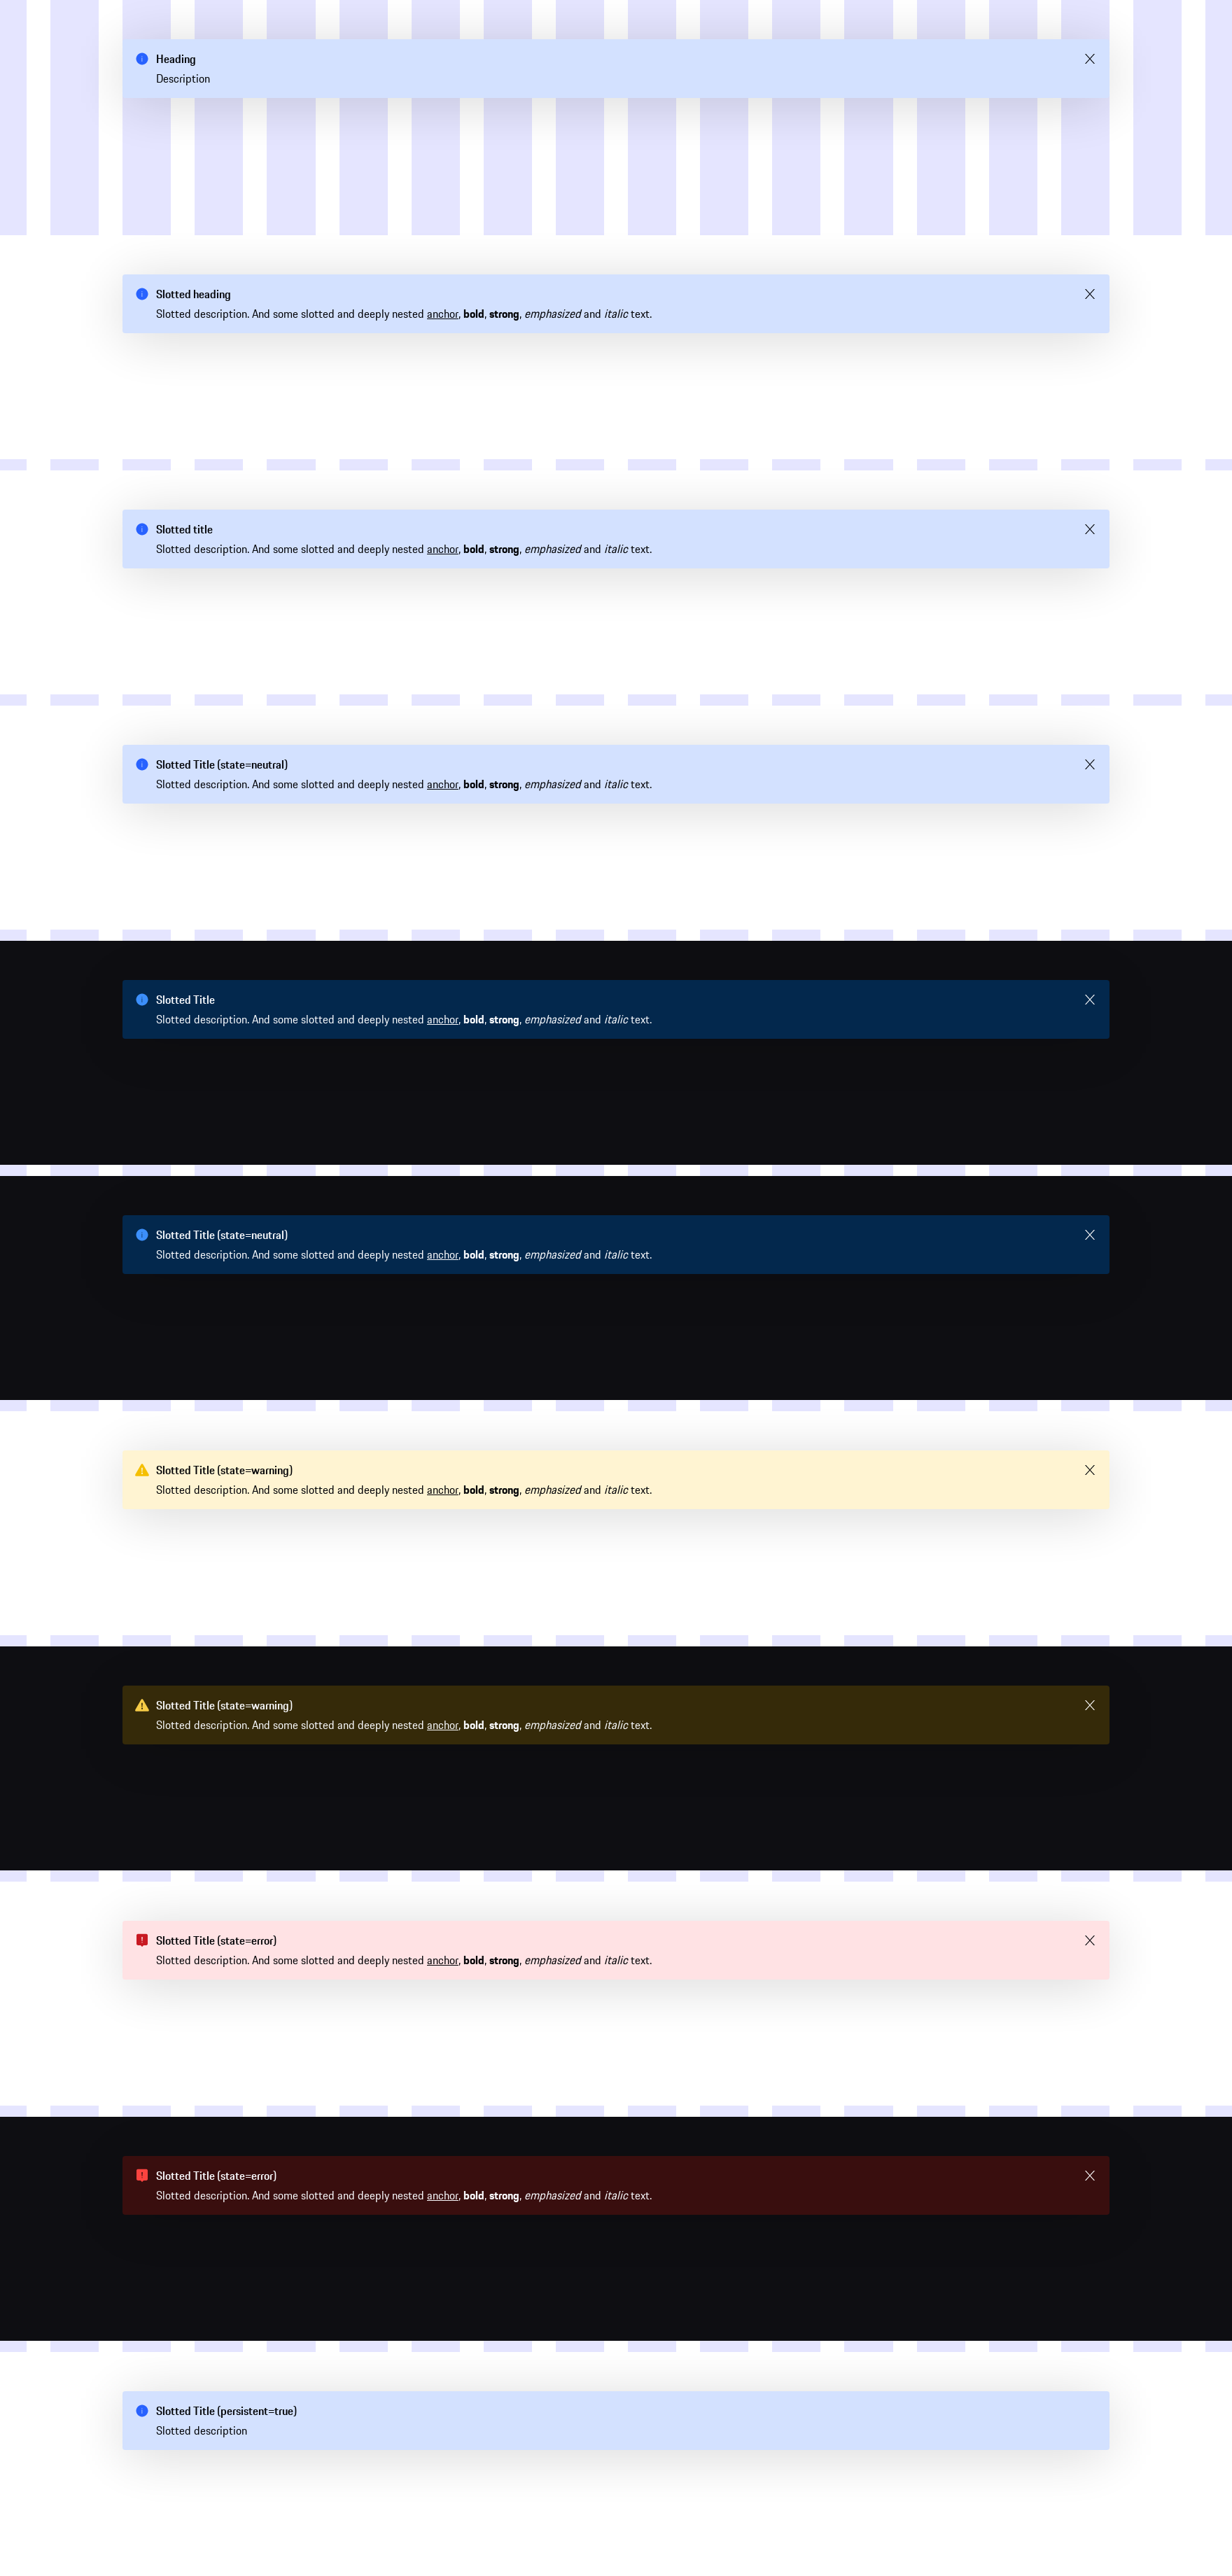 Heading
Description
Slotted heading
Slotted description. And some slotted and deeply nested anchor, bold, strong, emphasized and italic text.
Slotted title
Slotted description. And some slotted and deeply nested anchor, bold, strong, emphasized and italic text.
Slotted Title (state=neutral)
Slotted description. And some slotted and deeply nested anchor, bold, strong, emphasized and italic text.
Slotted Title
Slotted description. And some slotted and deeply nested anchor, bold, strong, emphasized and italic text.
Slotted Title (state=neutral)
Slotted description. And some slotted and deeply nested anchor, bold, strong, emphasized and italic text.
Slotted Title (state=warning)
Slotted description. And some slotted and deeply nested anchor, bold, strong, emphasized and italic text.
Slotted Title (state=warning)
Slotted description. And some slotted and deeply nested anchor, bold, strong, emphasized and italic text.
Slotted Title (state=error)
Slotted description. And some slotted and deeply nested anchor, bold, strong, emphasized and italic text.
Slotted Title (state=error)
Slotted description. And some slotted and deeply nested anchor, bold, strong, emphasized and italic text.
Slotted Title (persistent=true)
Slotted description